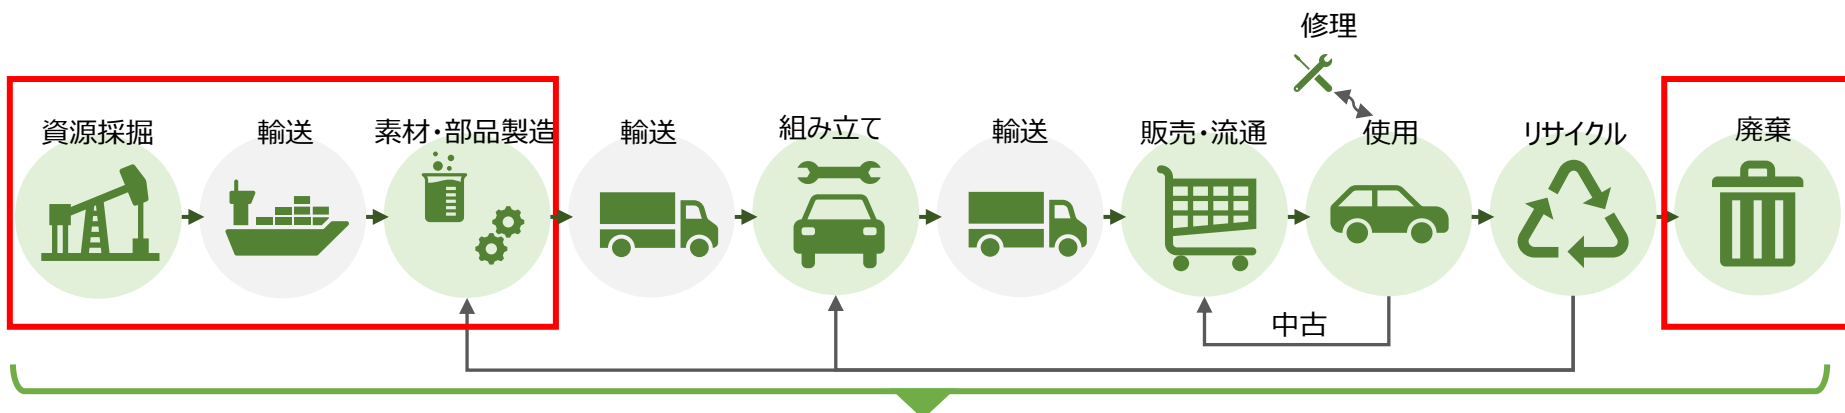 修理
資源採掘
輸送
素材・部品製造
輸送
組み立て
輸送
販売・流通
使用
リサイクル
廃棄
中古